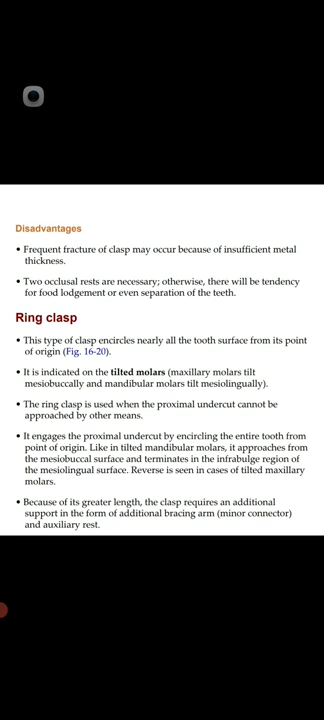 Disadvantages
• Frequent fracture of clasp may occur because of insufficient metal
thickness.
• Two occlusal rests are necessary; otherwise, there will be tendency
for food lodgement or even separation of the teeth.
Ring clasp
• This type of clasp encircles nearly all the tooth surface from its point
of origin (Fig. 16-20).
• It is indicated on the tilted molars (maxillary molars tilt
mesiobuccally and mandibular molars tilt mesiolingually).
• The ring clasp is used when the proximal undercut cannot be
approached by other means.
• It engages the proximal undercut by encircling the entire tooth from
point of origin. Like in tilted mandibular molars, it approaches from
the mesiobuccal surface and terminates in the infrabulge region of
the mesiolingual surface. Reverse is seen in cases of tilted maxillary
molars.
• Because of its greater length, the clasp requires an additional
support in the form of additional bracing arm (minor connector)
and auxiliary rest.